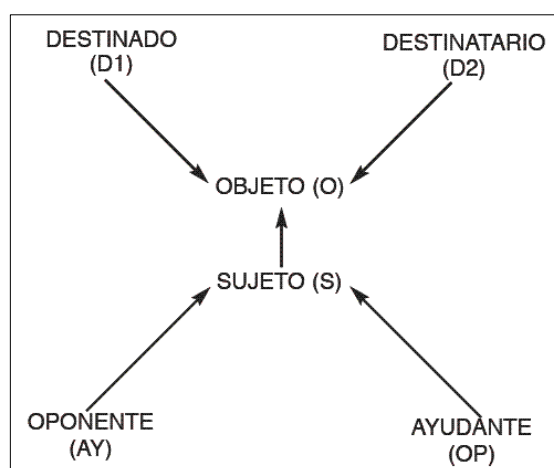 DESTINADO
(D1)
DESTINATARIO
(D2)
OBJETO (O)
SUJETO (S)
OPONENTE
(AY)
AYUDANTE
(OP)